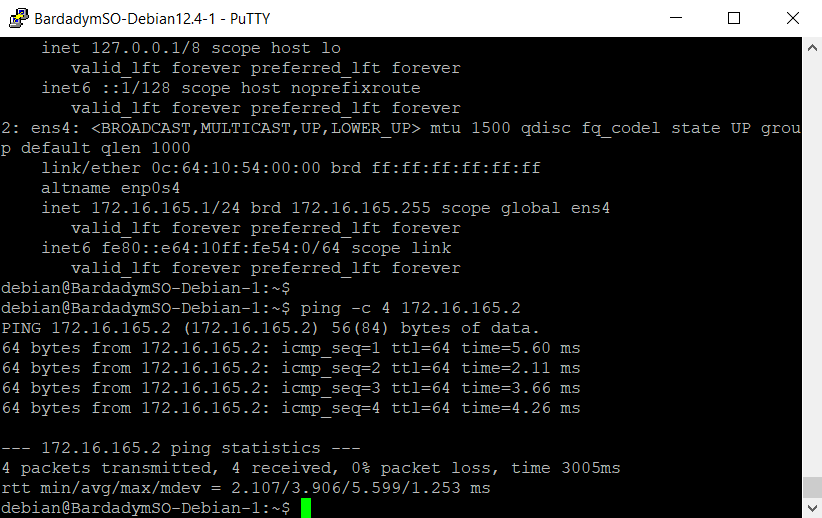 BardadymSO-Debian12.4-1 - PuTTY
inet 127.0.0.1/8 scope host lo
valid_lft forever preferred_lft forever
inet6 ::1/128 scope host noprefixroute
valid_lft forever preferred_lft forever
2: ens4: <BROADCAST,MULTICAST,UP,LOWER_UP> mtu 1500 qdisc fq_codel state UP grou
p default qlen 1000
link/ether 0c:64:10:54:00:00 brd ff:ff:ff:ff:ff:ff
altname enp0s4
inet 172.16.165.1/24 brd 172.16.165.255 scope global ens4
valid_lft forever preferred_lft forever
inet6 fe80::e64:10ff:fe54:0/64 scope link
valid_lft forever preferred_lft forever
debian@BardadymSO-Debian-1:~$
debian@BardadymSO-Debian-1:~$ ping -c 4 172.16.165.2
PING 172.16.165.2 (172.16.165.2) 56(84) bytes of data.
64 bytes from 172.16.165.2: icmp_seq=1 ttl=64 time=5.60 ms
64 bytes from 172.16.165.2: icmp_seq=2 ttl=64 time=2.11 ms
64 bytes from 172.16.165.2: icmp_seq=3 ttl=64 time=3.66 ms
64 bytes from 172.16.165.2: icmp_seq=4 ttl=64 time=4.26 ms
--- 172.16.165.2 ping statistics ---
4 packets transmitted, 4 received, 0% packet loss, time 3005ms
rtt min/avg/max/mdev = 2.107/3.906/5.599/1.253 ms
debian@BardadymSO-Debian-1:~$